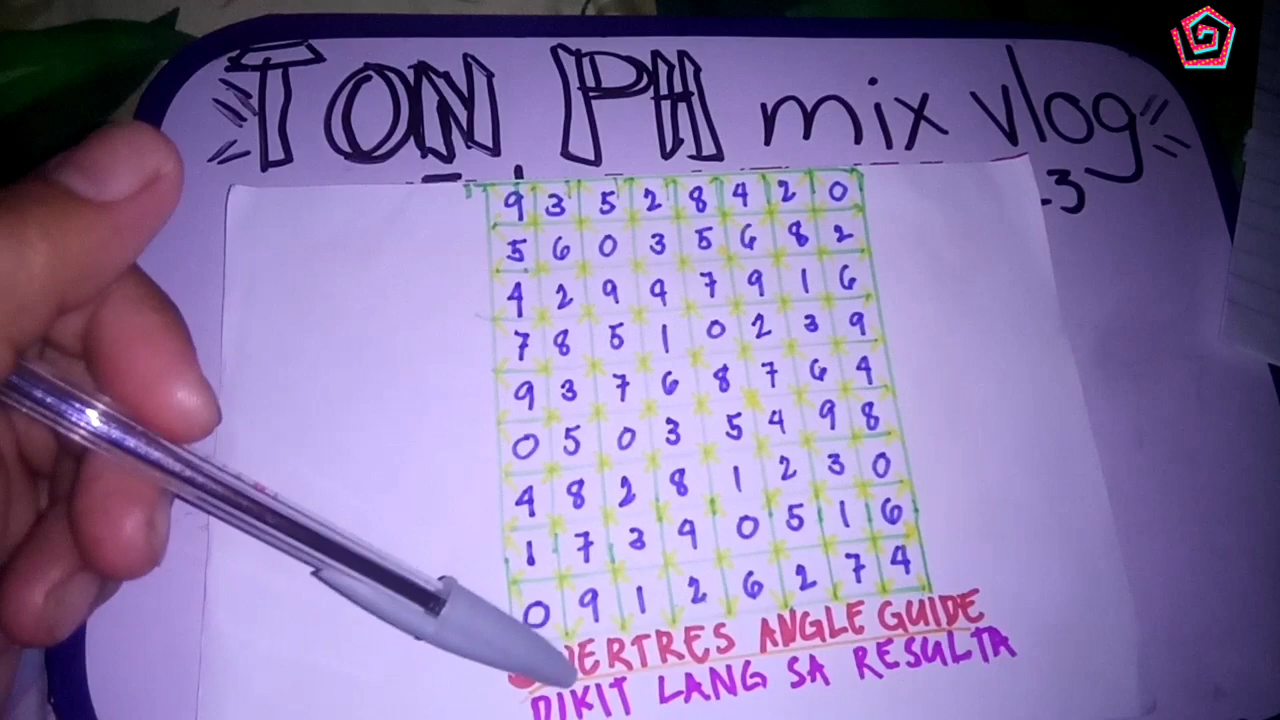 TON PH mix vlog
-3
9 3 5 2 8 4 2 0
5 6 0 3 5 6 8 2
4 2 9 9 7 9 1 6
7 8 5 1 0 2 3 9
9 3 7 6 8 7 6 4
0 5 0 3 5 4 9 8
4 8 2 8 1 2 3 0
1 7 3 9 0 5 1 6
0 9 1 2 6 2 7 4
ERTRES ANGLE GUIDE
DIKIT LANG SA RESULTA